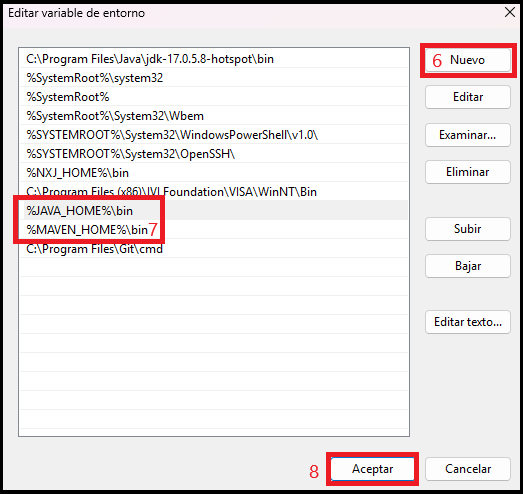 Editar variable de entorno
C:\Program Files\Java\jdk-17.0.5.8-hotspot\bin
6 Nuevo
%SystemRoot%\system32
%SystemRoot%
Editar
%SystemRoot%\System32\Wbem
%SYSTEMROOT%\System32\WindowsPowerShell\v1.0\
Examinar...
%SYSTEMROOT%\System32\OpenSSH\
%NXJ_HOME%\bin
Eliminar
C:\Program Files (x86)\IVI Foundation\VISA\WinNT\Bin
%JAVA_HOME%\bin
%MAVEN_HOME%\bin 7
Subir
C:\Program Files\Git\cmd
Bajar
Editar texto...
8 Aceptar
Cancelar